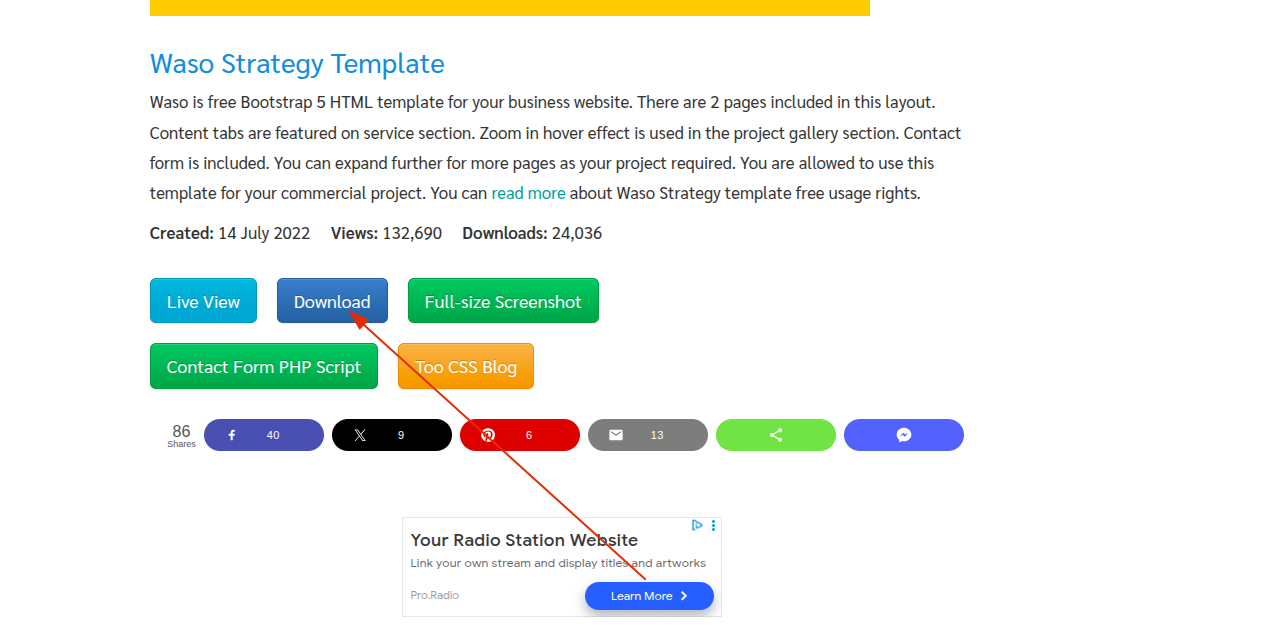 Waso Strategy Template
Waso is free Bootstrap 5 HTML template for your business website. There are 2 pages included in this layout.
Content tabs are featured on service section. Zoom in hover effect is used in the project gallery section. Contact
form is included. You can expand further for more pages as your project required. You are allowed to use this
template for your commercial project. You can read more about Waso Strategy template free usage rights.
Created: 14 July 2022 Views: 132,690 Downloads: 24,036
Live View Download Full-size Screenshot
Contact Form PHP Script Too CSS Blog
86 40 9 6 13
Shares
Your Radio Station Website
Link your own stream and display titles and artworks
Pro.Radio Learn More